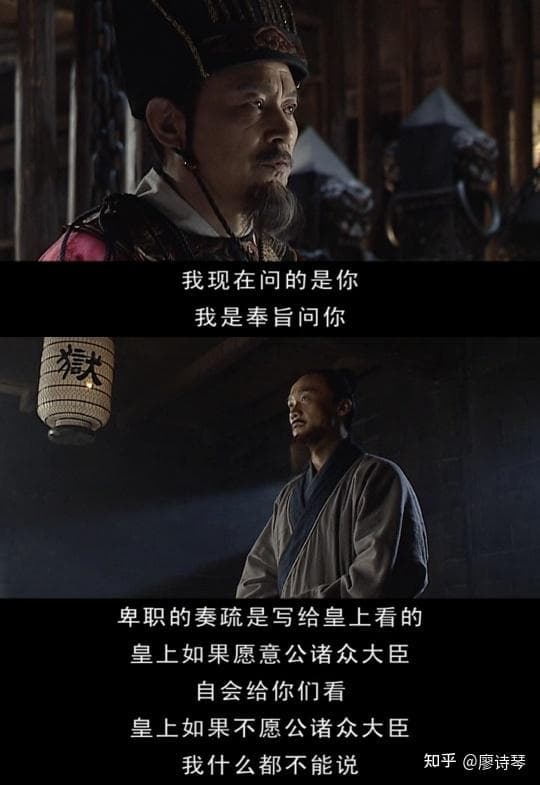 我现在问的是你
我是奉旨问你
獄
卑职的奏疏是写给皇上看的
皇上如果愿意公诸众大臣
自会给你们看
皇上如果不愿公诸众大臣
我什么都不能说
知乎 @廖诗琴